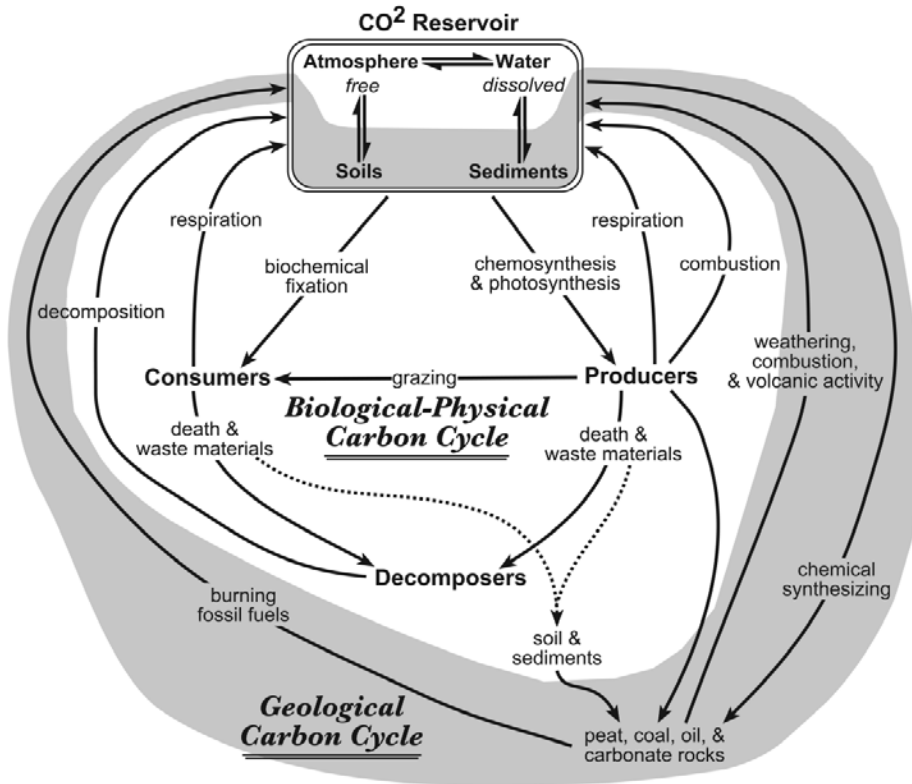 CO² Reservoir
Atmosphere Water
free dissolved
Soils Sediments
respiration
respiration
biochemical
fixation
chemosynthesis
& photosynthesis
combustion
decomposition
weathering,
combustion,
& volcanic activity
Consumers
grazing
Producers
Biological-Physical
Carbon Cycle
death &
waste materials
death &
waste materials
Decomposers
burning
fossil fuels
chemical
synthesizing
soil &
sediments
Geological
Carbon Cycle
peat, coal, oil, &
carbonate rocks